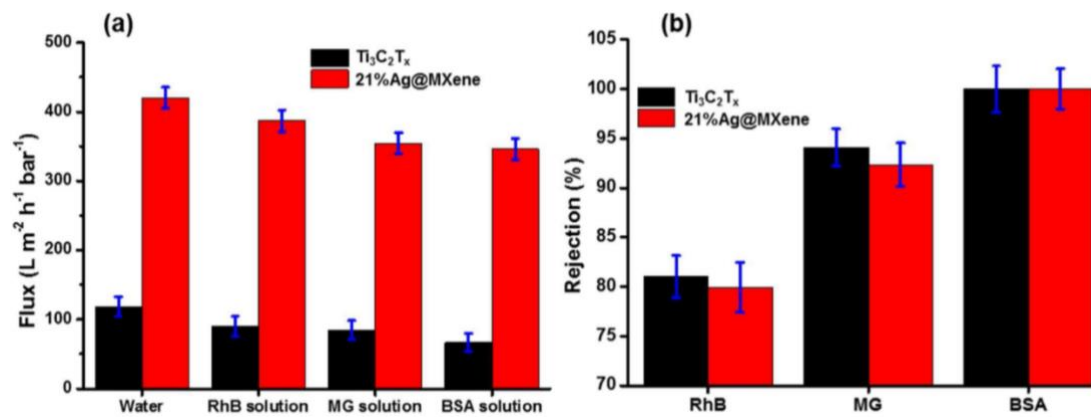 (a)
500
400
300
200
100
0
Flux (L m⁻² h⁻¹ bar⁻¹)
Ti₃C₂Tₓ
21%Ag@MXene
Water
RhB solution
MG solution
BSA solution
(b)
105
100
95
90
85
80
75
70
Rejection (%)
Ti₃C₂Tₓ
21%Ag@MXene
RhB
MG
BSA